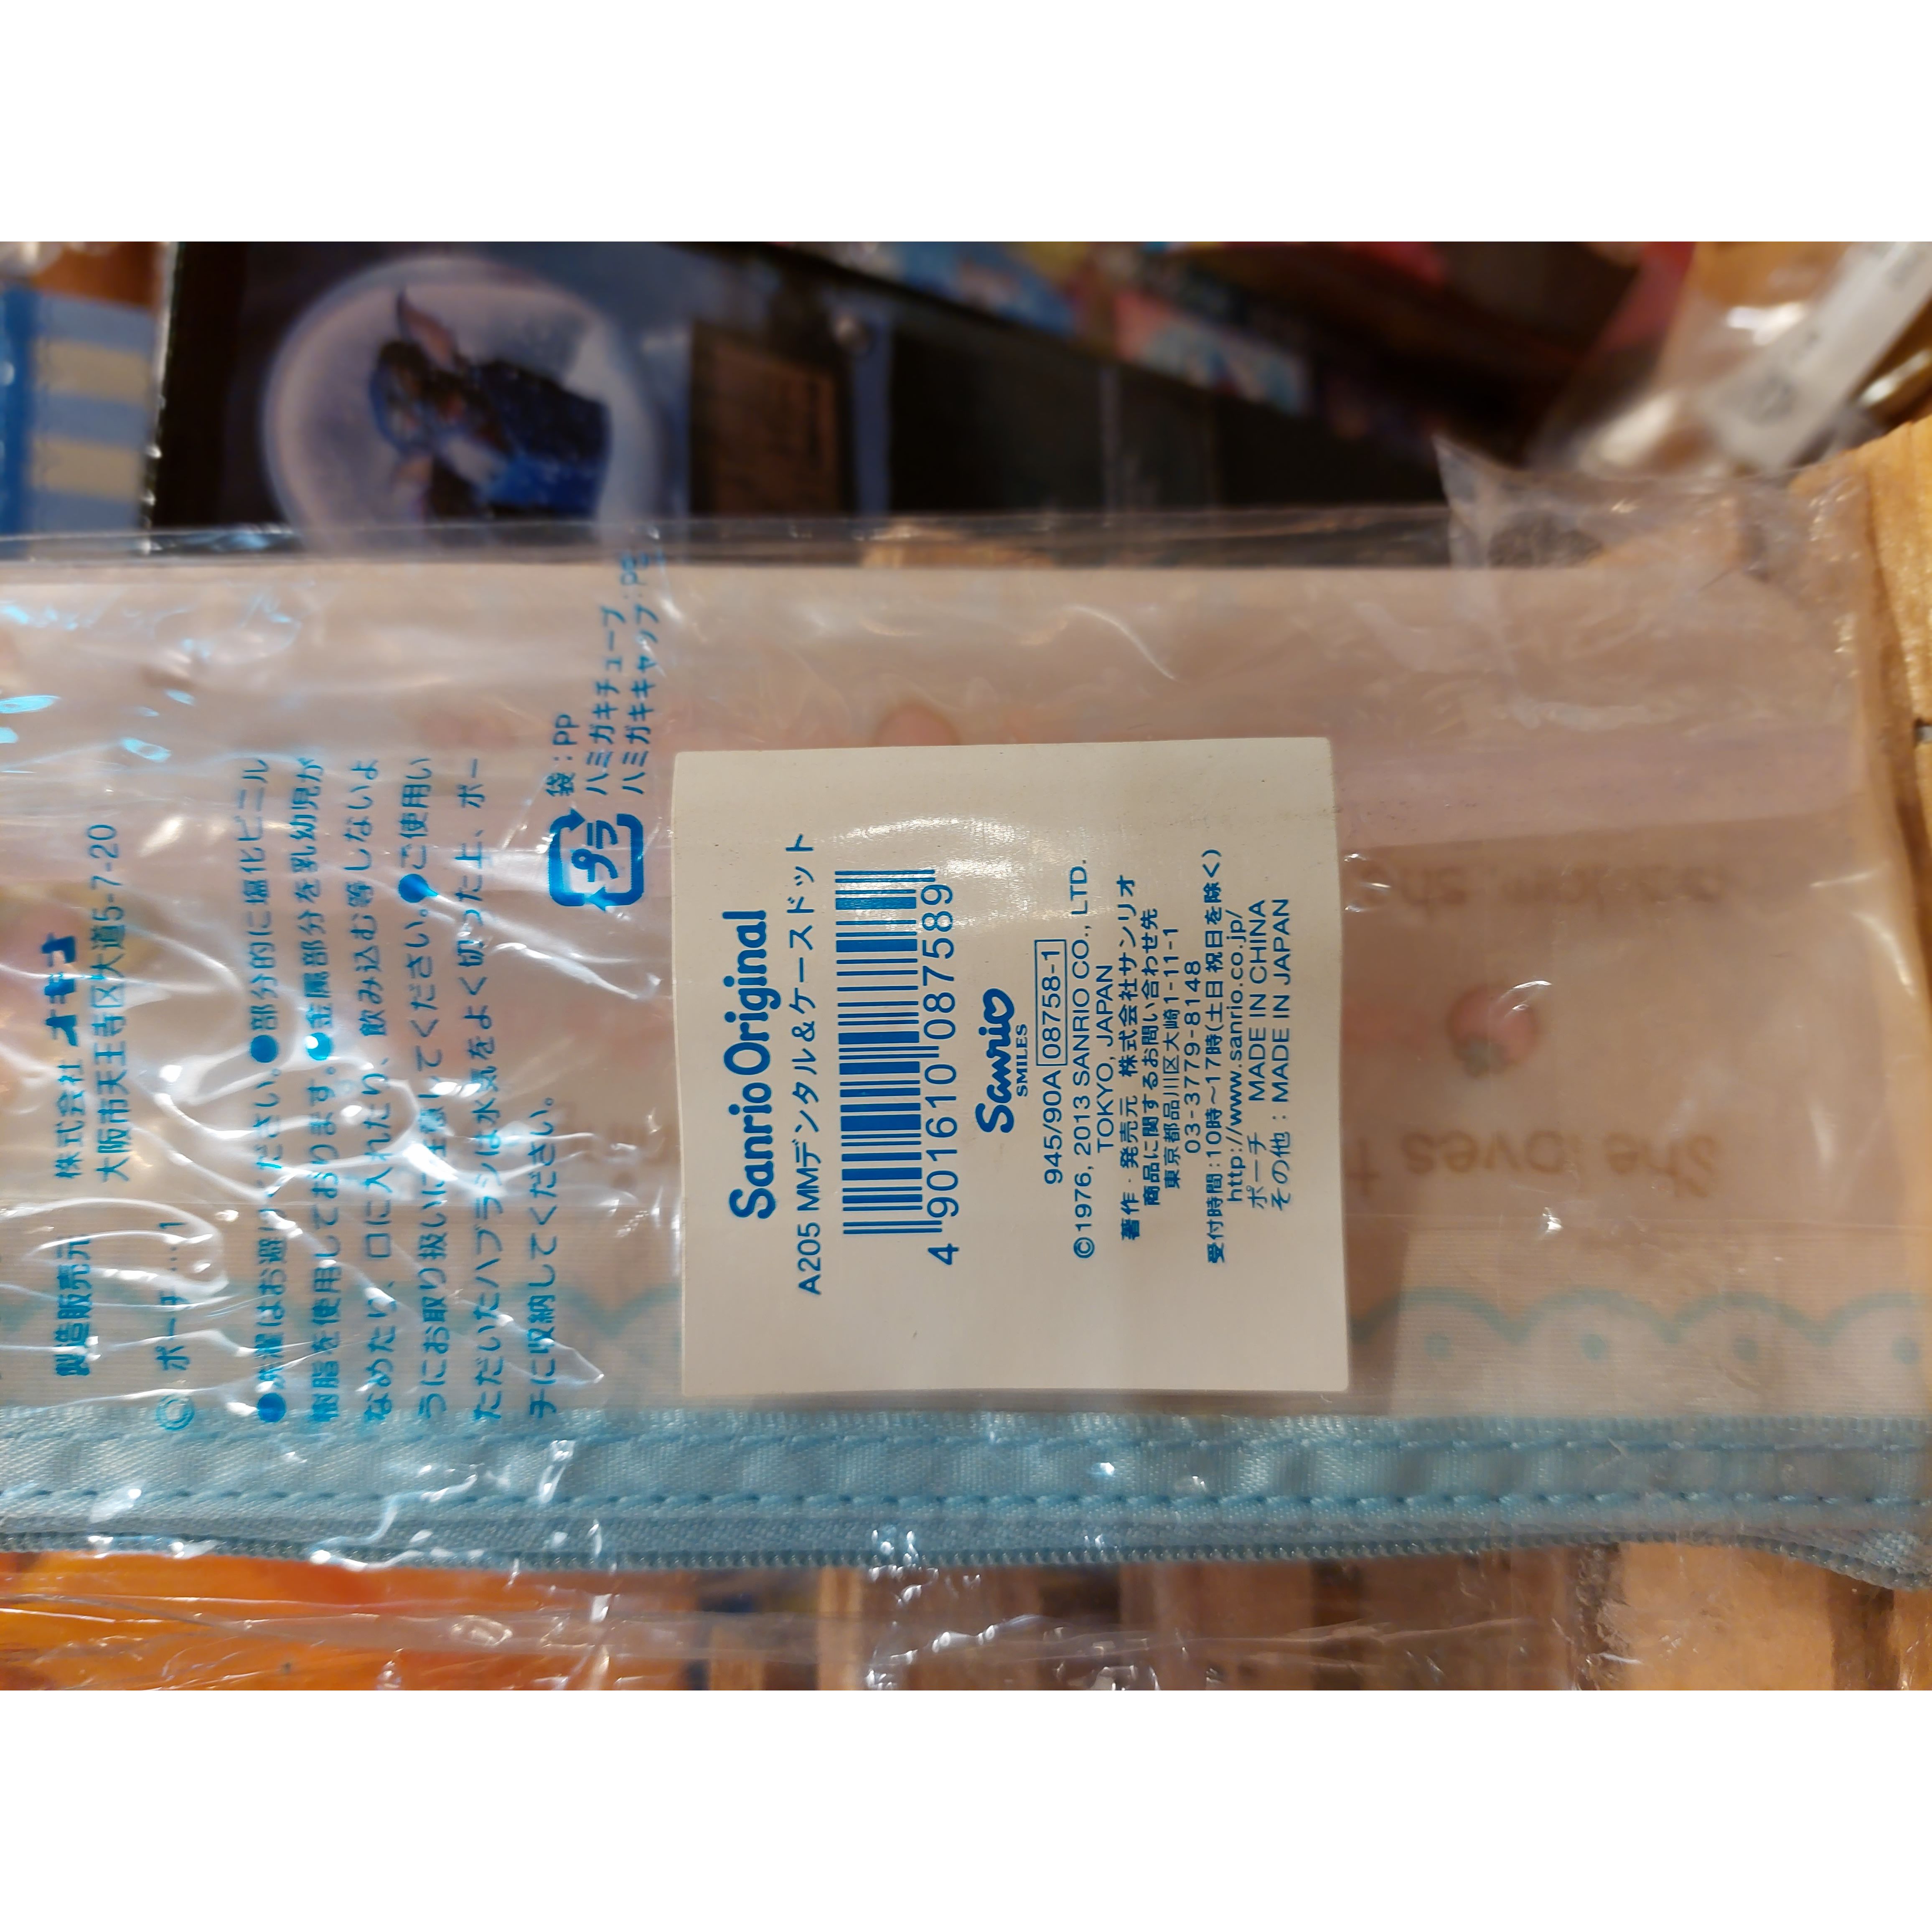 製造販売元 株式会社 オキナ
大阪市天王寺区大道5-7-20
ポーチ…1
●洗濯はお避けください。●部分的に塩化ビニル
樹脂を使用しております。●金属部分を乳幼児が
なめたり、口に入れたり、飲み込む等しないよ
うにお取り扱いに注意してください。●ご使用い
ただいたハブラシは水気をよく切った上、ポー
チに収納してください。
プラ
袋：PP
ハミガキチューブ
ハミガキキャップ：PE
Sanrio Original
A205 MMデンタル&ケースドット
4 901610 087589
Sanrio
SMILES
945/90A 08758-1
©1976, 2013 SANRIO CO., LTD.
TOKYO, JAPAN
著作・発売元 株式会社サンリオ
商品に関するお問い合わせ先
東京都品川区大崎1-11-1
03-3779-8148
受付時間：10時〜17時(土日祝日を除く)
http://www.sanrio.co.jp/
ポーチ MADE IN CHINA
その他：MADE IN JAPAN
She loves t